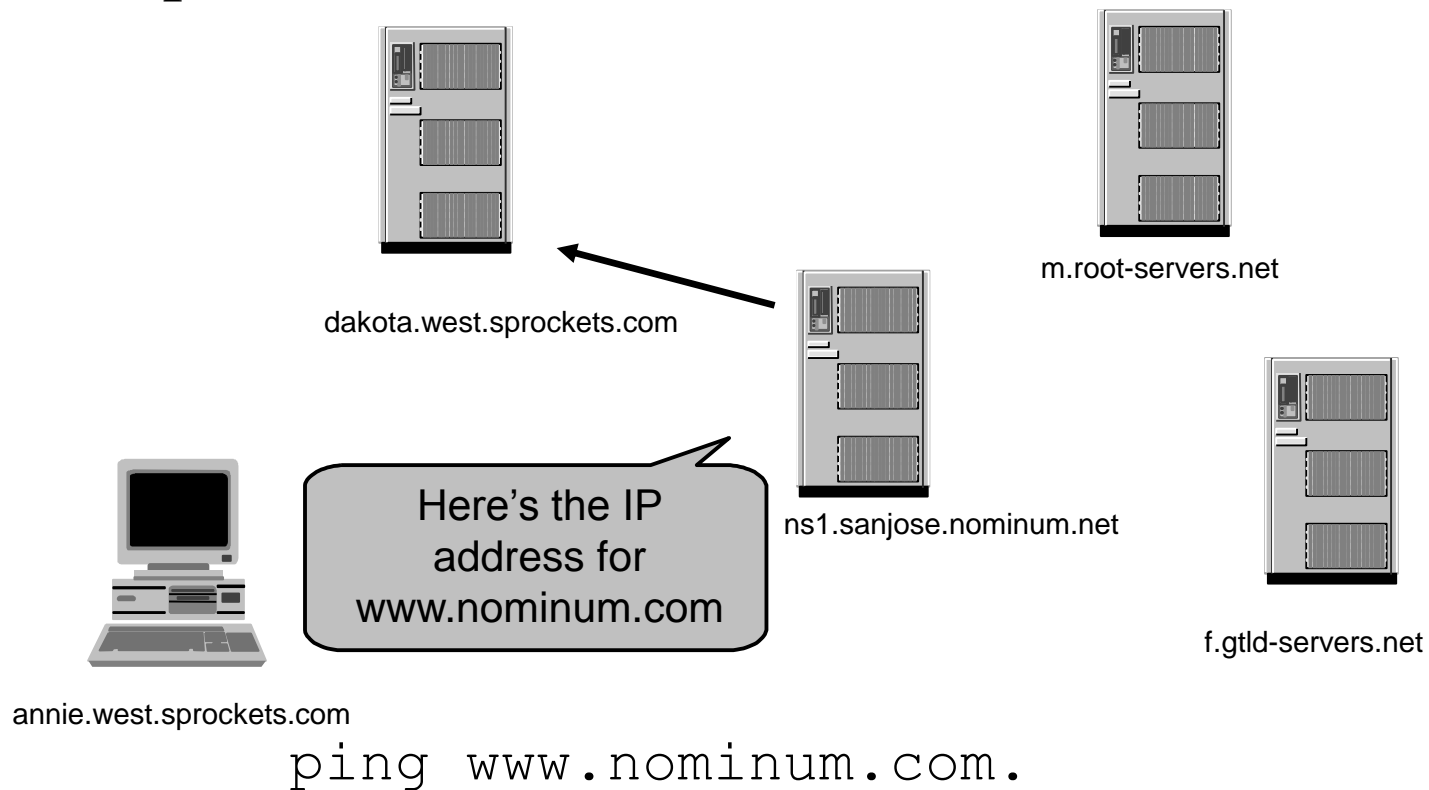 m.root-servers.net
dakota.west.sprockets.com
Here’s the IP
address for
www.nominum.com
ns1.sanjose.nominum.net
f.gtld-servers.net
annie.west.sprockets.com
ping www.nominum.com.